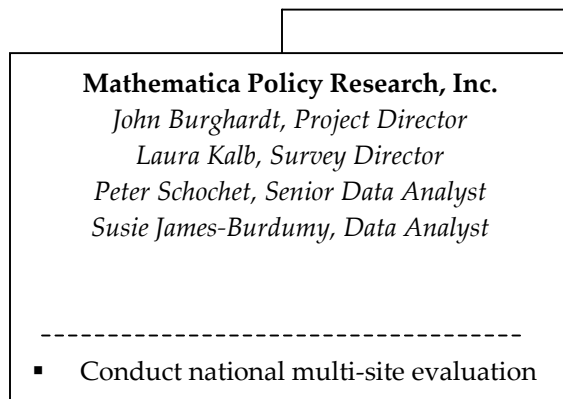 Mathematica Policy Research, Inc.
John Burghardt, Project Director
Laura Kalb, Survey Director
Peter Schochet, Senior Data Analyst
Susie James-Burdumy, Data Analyst
▪ Conduct national multi-site evaluation